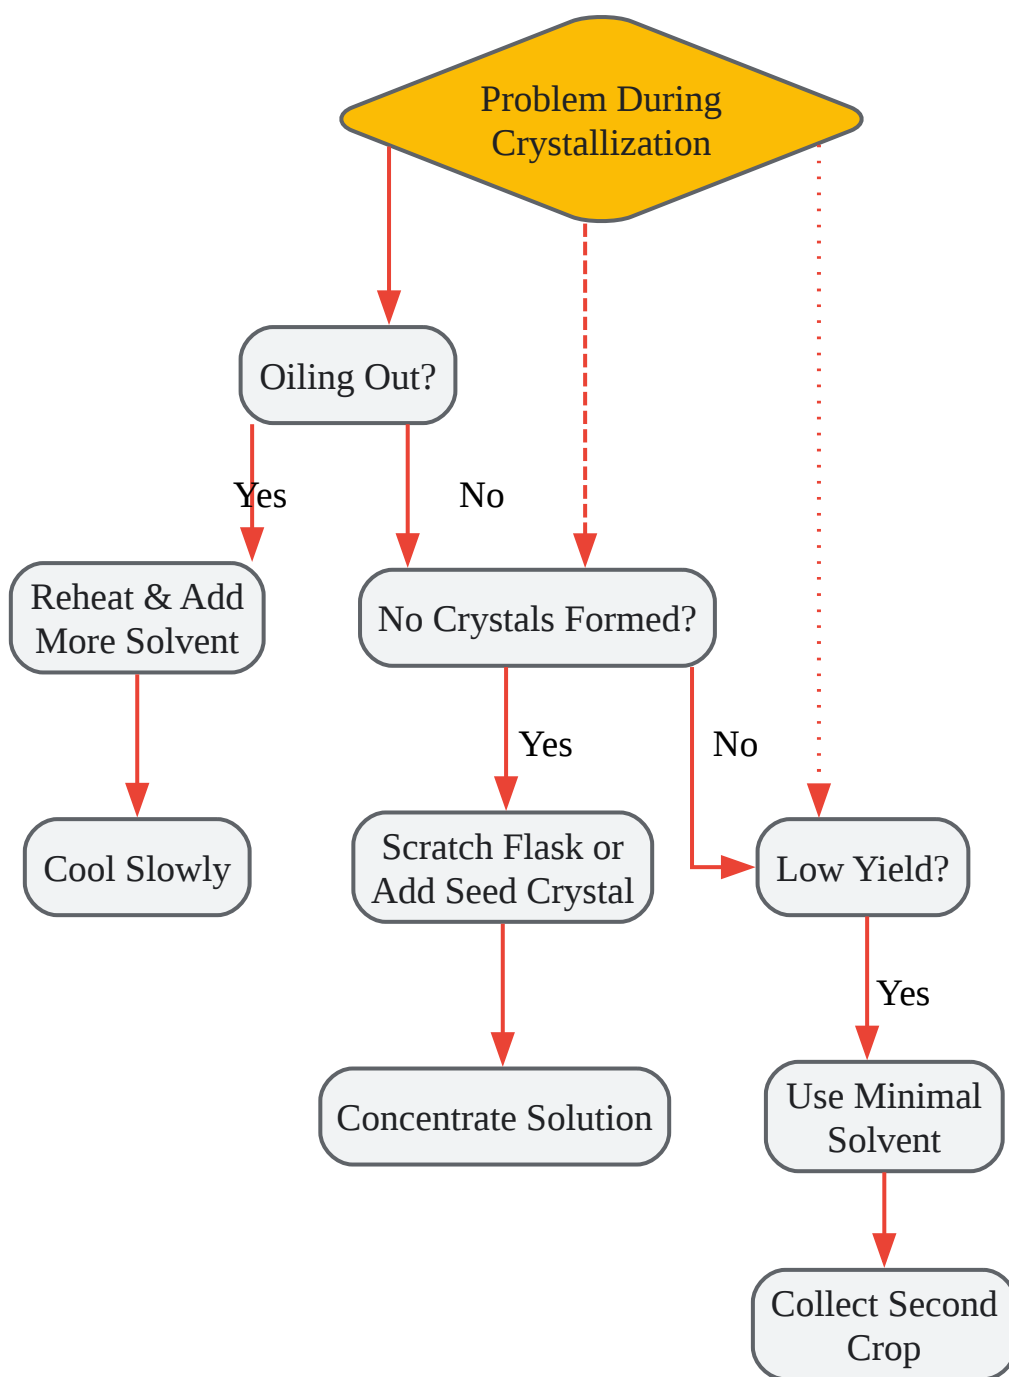 Problem During
Crystallization
Oiling Out?
Yes
No
Reheat & Add
More Solvent
No Crystals Formed?
Yes
No
Cool Slowly
Scratch Flask or
Add Seed Crystal
Low Yield?
Yes
Concentrate Solution
Use Minimal
Solvent
Collect Second
Crop